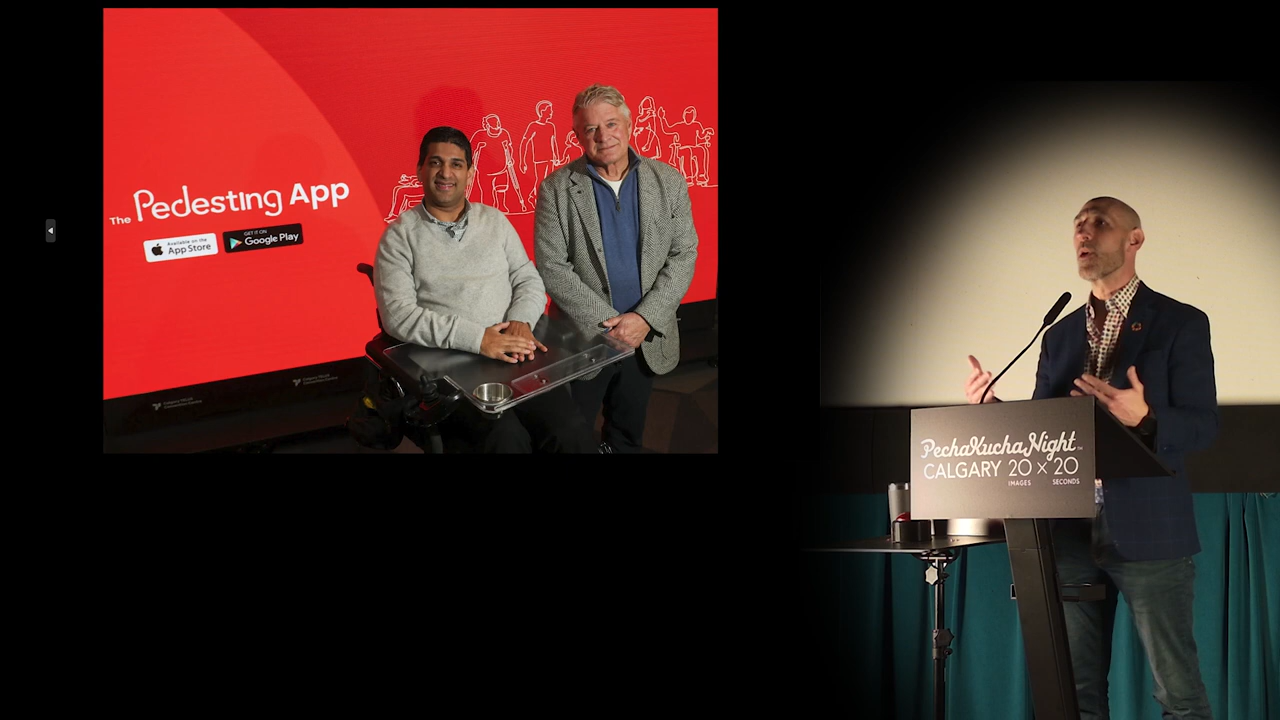 The Pedesting App
Available on the
App Store
GET IT ON
Google Play
PechaKucha Night™
CALGARY 20 x 20
IMAGES SECONDS